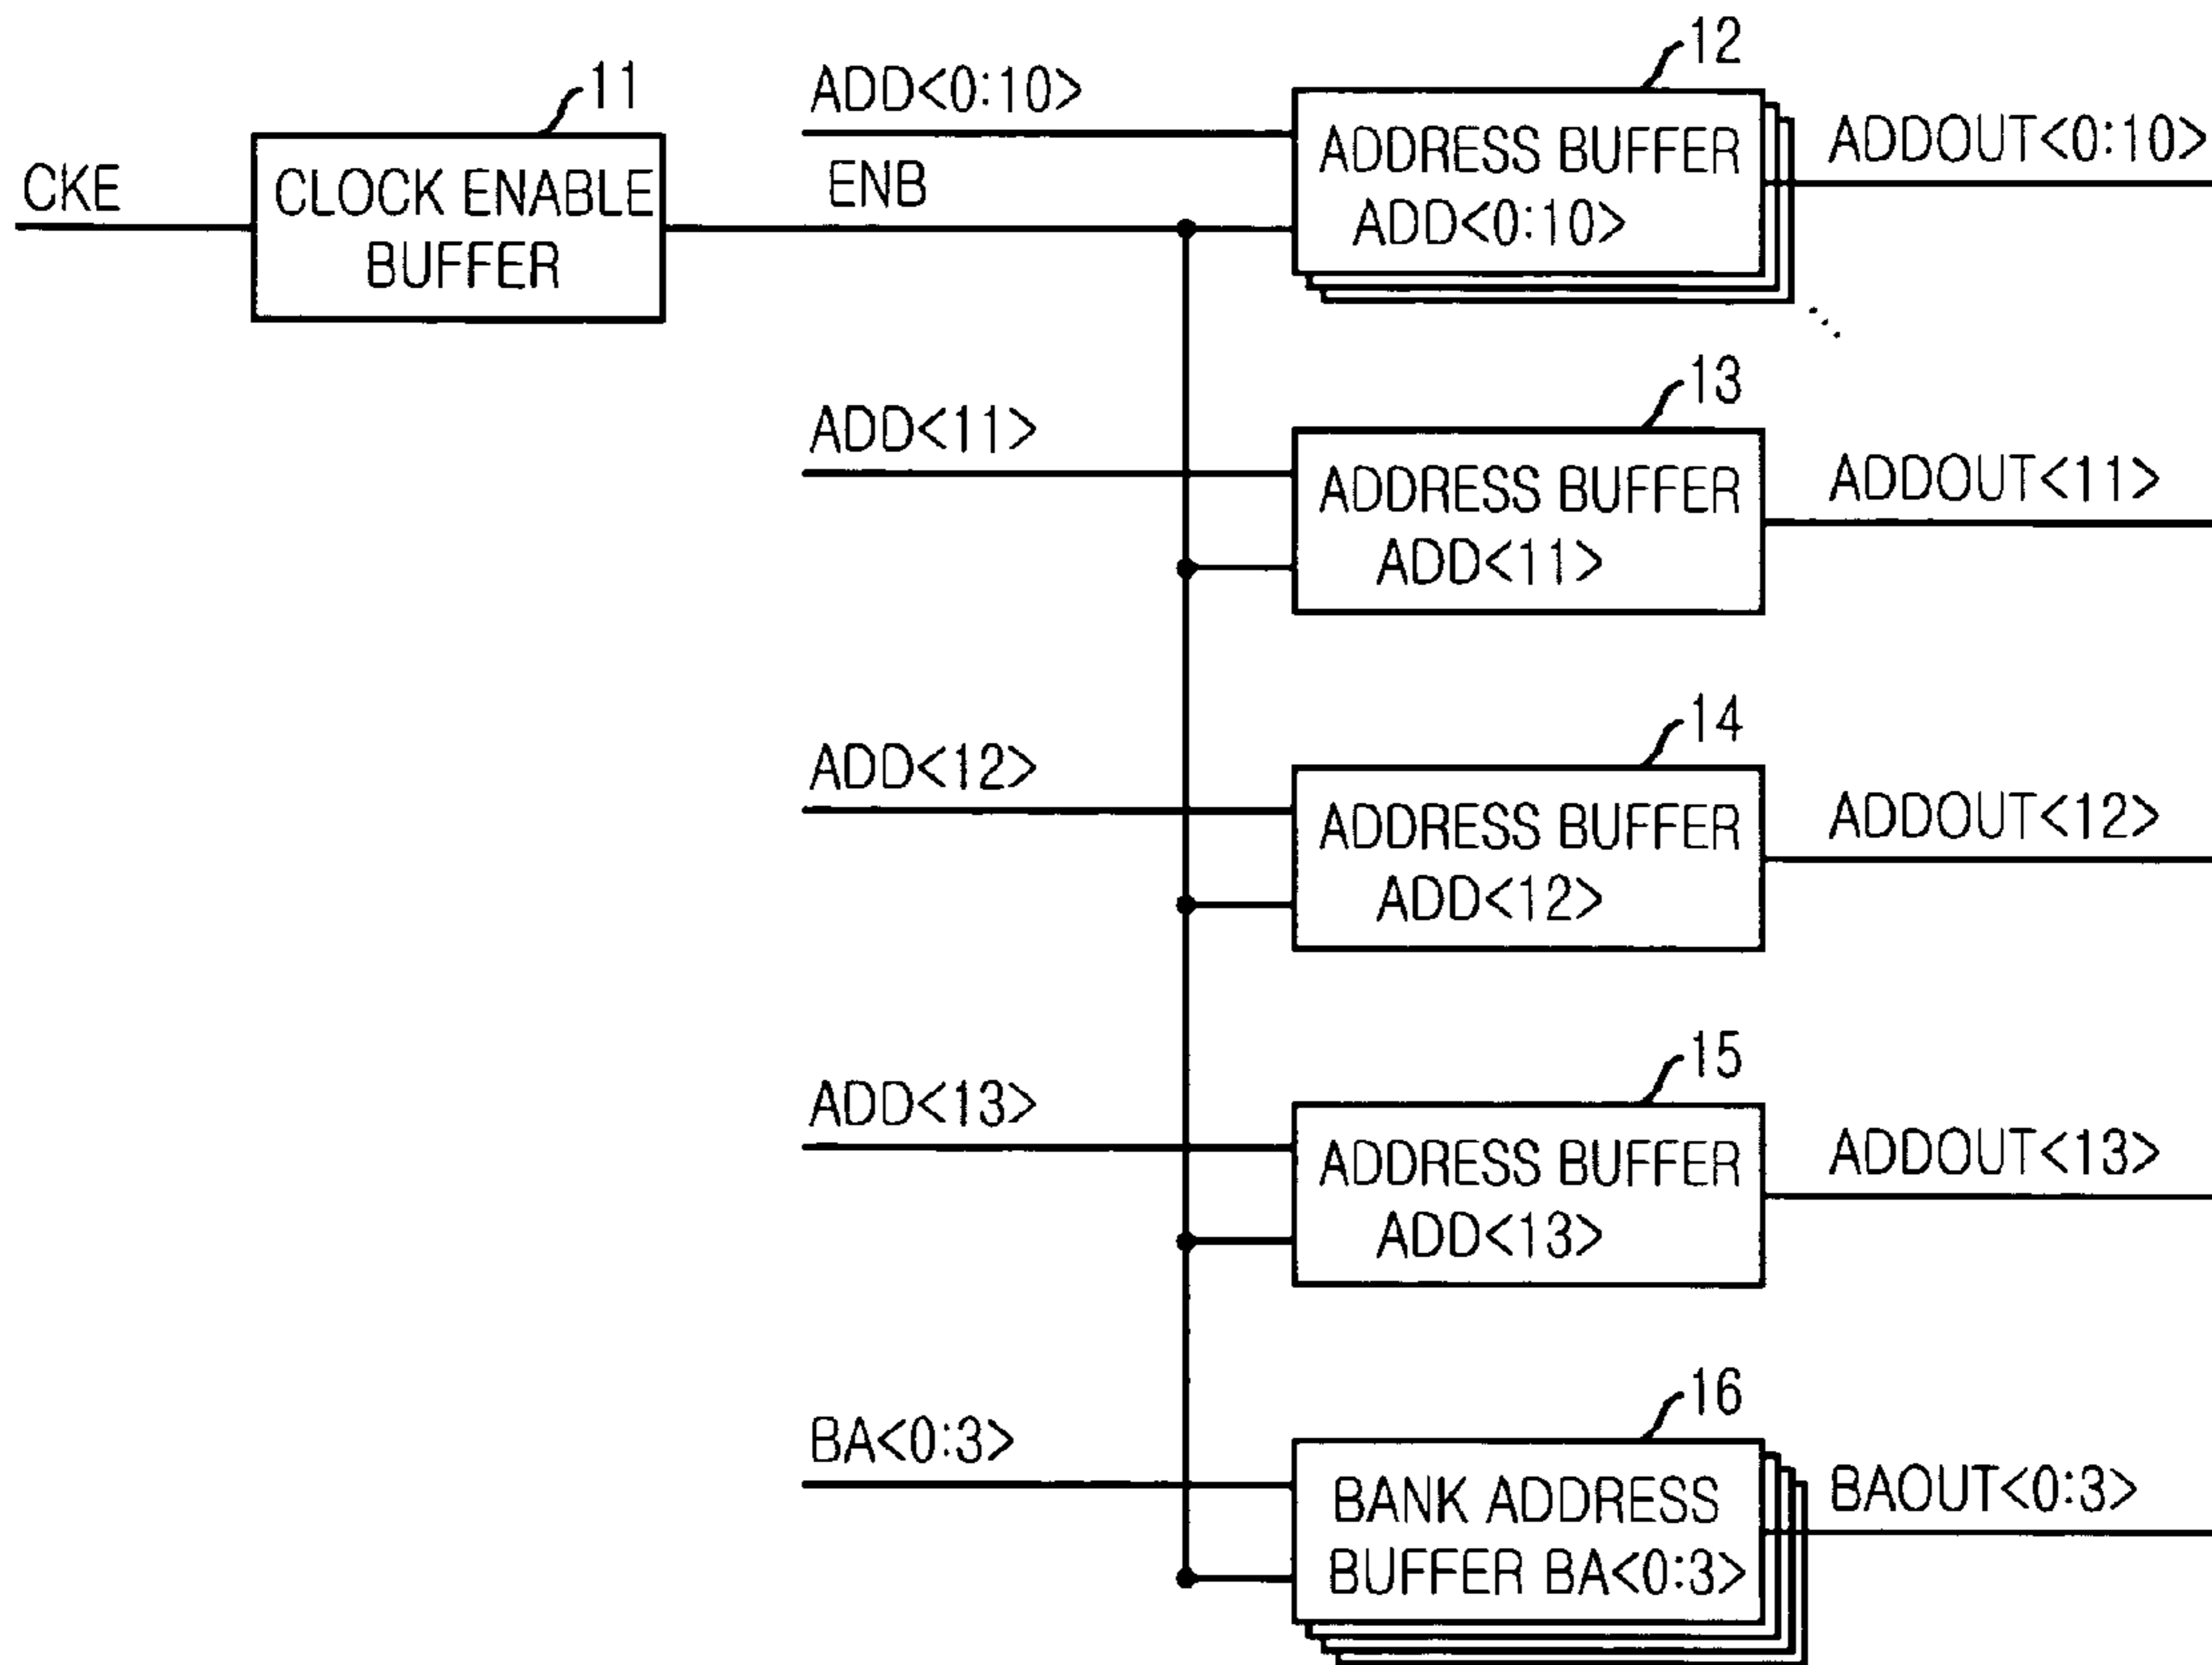 12
11
ADD<0:10>
ADDRESS BUFFER
ADD<0:10>
ADDOUT<0:10>
CKE
CLOCK ENABLE
BUFFER
ENB
13
ADD<11>
ADDRESS BUFFER
ADD<11>
ADDOUT<11>
14
ADD<12>
ADDRESS BUFFER
ADD<12>
ADDOUT<12>
15
ADD<13>
ADDRESS BUFFER
ADD<13>
ADDOUT<13>
16
BA<0:3>
BANK ADDRESS
BUFFER BA<0:3>
BAOUT<0:3>